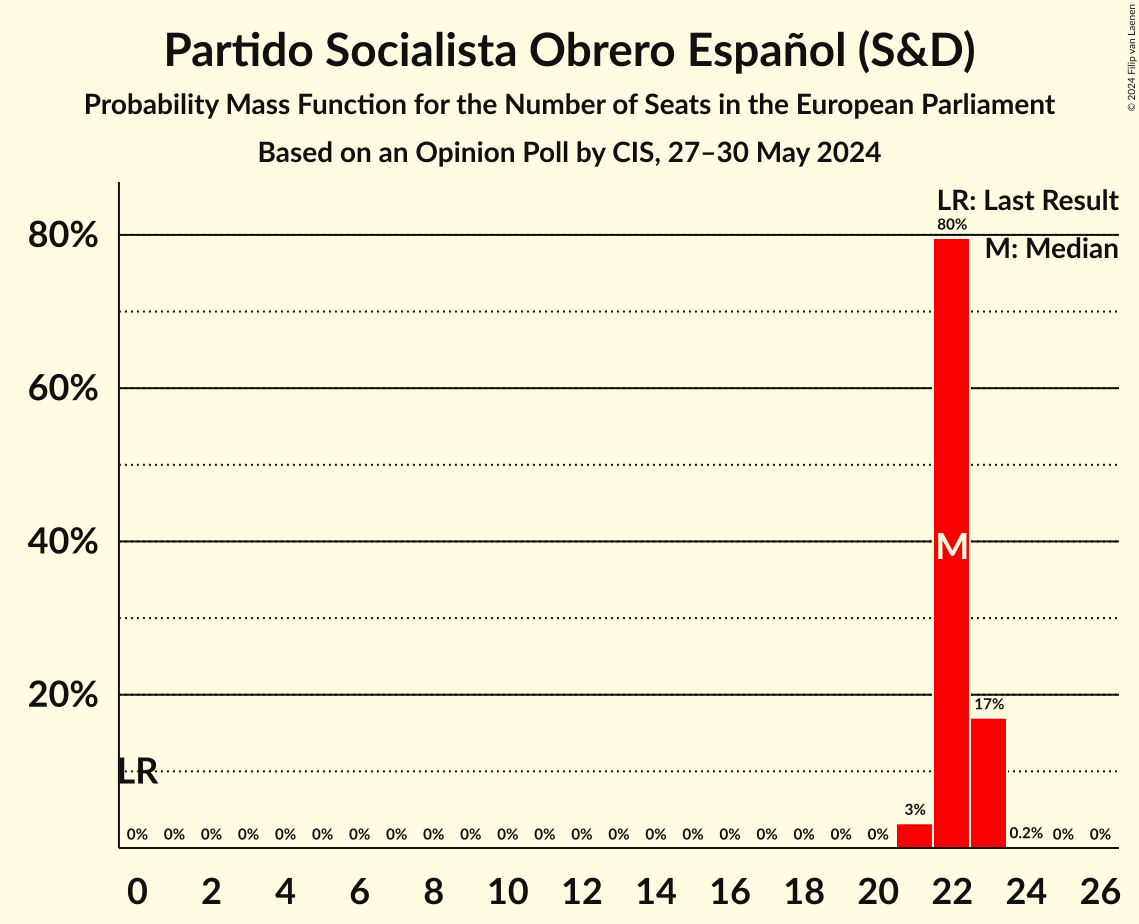 Partido Socialista Obrero Español (S&D)
Probability Mass Function for the Number of Seats in the European Parliament
Based on an Opinion Poll by CIS, 27–30 May 2024
© 2024 Filip van Laenen
LR: Last Result
M: Median
80%
60%
40%
20%
80%
M
17%
LR
3%
0% 0% 0% 0% 0% 0% 0% 0% 0% 0% 0% 0% 0% 0% 0% 0% 0% 0% 0% 0% 0% 0.2% 0% 0%
0 2 4 6 8 10 12 14 16 18 20 22 24 26